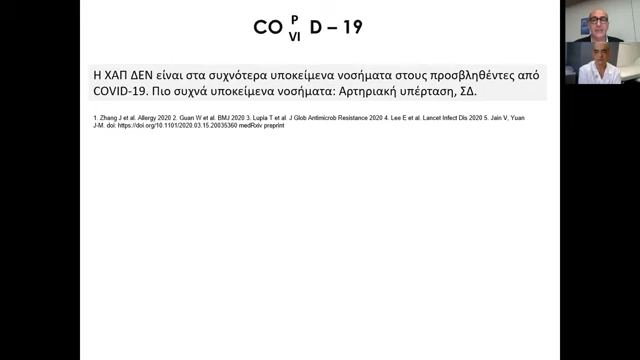 CO P VI D – 19
Η ΧΑΠ ΔΕΝ είναι στα συχνότερα υποκείμενα νοσήματα στους προσβληθέντες από
COVID-19. Πιο συχνά υποκείμενα νοσήματα: Αρτηριακή υπέρταση, ΣΔ.
1. Zhang J et al. Allergy 2020 2. Guan W et al. BMJ 2020 3. Lupia T et al. J Glob Antimicrob Resistance 2020 4. Lee E et al. Lancet Infect Dis 2020 5. Jain V, Yuan
J-M. doi: https://doi.org/10.1101/2020.03.15.20035360 medRxiv preprint